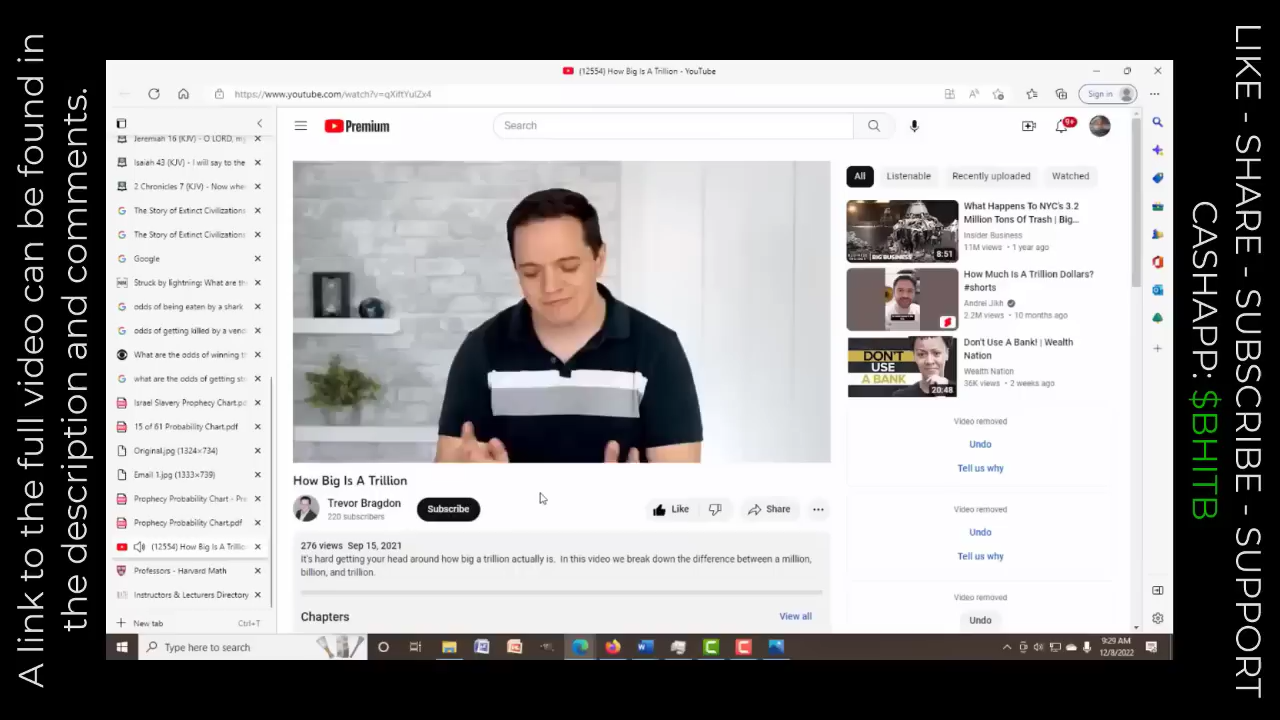 A link to the full video can be found in
the description and comments.
(12554) How Big Is A Trillion - YouTube
https://www.youtube.com/watch?v=qXiftYulZx4
Sign in
Jeremiah 16 (KJV) - O LORD, my
Isaiah 43 (KJV) - I will say to the
2 Chronicles 7 (KJV) - Now whe
The Story of Extinct Civilizations
The Story of Extinct Civilizations
Google
Struck by lightning: What are the
odds of being eaten by a shark
odds of getting killed by a vend
What are the odds of winning t
what are the odds of getting st
Israel Slavery Prophecy Chart.pd
15 of 61 Probability Chart.pdf
Original.jpg (1324×734)
Email 1.jpg (1333×739)
Prophecy Probability Chart - Pr
Prophecy Probability Chart.pdf
(12554) How Big Is A Trillio
Professors - Harvard Math
Instructors & Lecturers Directory
New tab
Ctrl+T
Premium
Search
9+
How Big Is A Trillion
Trevor Bragdon
220 subscribers
Subscribe
Like
Share
276 views Sep 15, 2021
It's hard getting your head around how big a trillion actually is. In this video we break down the difference between a million,
billion, and trillion.
Chapters
View all
All
Listenable
Recently uploaded
Watched
What Happens To NYC's 3.2
Million Tons Of Trash | Big...
Insider Business
11M views · 1 year ago
BIG BUSINESS
8:51
How Much Is A Trillion Dollars?
#shorts
Andrei Jikh
2.2M views · 10 months ago
Don't Use A Bank! | Wealth
Nation
Wealth Nation
36K views · 2 weeks ago
DON'T
USE
A BANK
20:48
Video removed
Undo
Tell us why
Video removed
Undo
Tell us why
Video removed
Undo
Type here to search
9:29 AM
12/8/2022
LIKE - SHARE - SUBSCRIBE - SUPPORT
CASHAPP: $BHITB